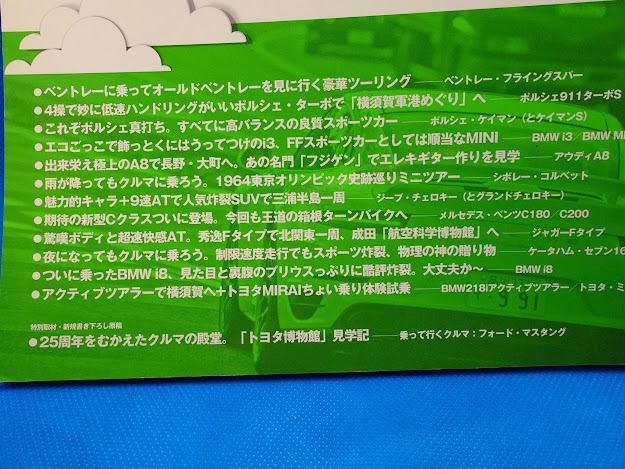 ●ベントレーに乗ってオールドベントレーを見に行く豪華ツーリング──ベントレー・フライングスパー
●4操で妙に低速ハンドリングがいいポルシェ・ターボで「横須賀軍港めぐり」へ──ポルシェ911ターボS
●これぞポルシェ真打ち。すべてに高バランスの良質スポーツカー──ポルシェ・ケイマン(とケイマンS)
●エコごっこで飾っとくにはうってつけのi3、FFスポーツカーとしては順当なMINI──BMW i3/BMW MI
●出来栄え極上のA8で長野・大町へ。あの名門「フジゲン」でエレキギター作りを見学──アウディA8
●雨が降ってもクルマに乗ろう。1964東京オリンピック史跡巡りミニツアー──シボレー・コルベット
●魅力的キャラ+9速ATで人気炸裂SUVで三浦半島一周──ジープ・チェロキー(とグランドチェロキー)
●期待の新型Cクラスついに登場。今回も王道の箱根ターンパイクへ──メルセデス・ベンツC180/C200
●驚嘆ボディと超速快感AT。秀逸Fタイプで北関東一周、成田「航空科学博物館」へ──ジャガーFタイプ
●夜になってもクルマに乗ろう。制限速度走行でもスポーツ炸裂、物理の神の贈り物──ケータハム・セブン16
●ついに乗ったBMW i8、見た目と裏腹のプリウスっぷりに酷評炸裂。大丈夫か〜──BMW i8
●アクティブツアラーで横須賀へ+トヨタMIRAIちょい乗り体験試乗──BMW218iアクティブツアラー/トヨタ・ミ
特別取材・新規書き下ろし原稿
●25周年をむかえたクルマの殿堂。「トヨタ博物館」見学記──乗って行くクルマ:フォード・マスタング